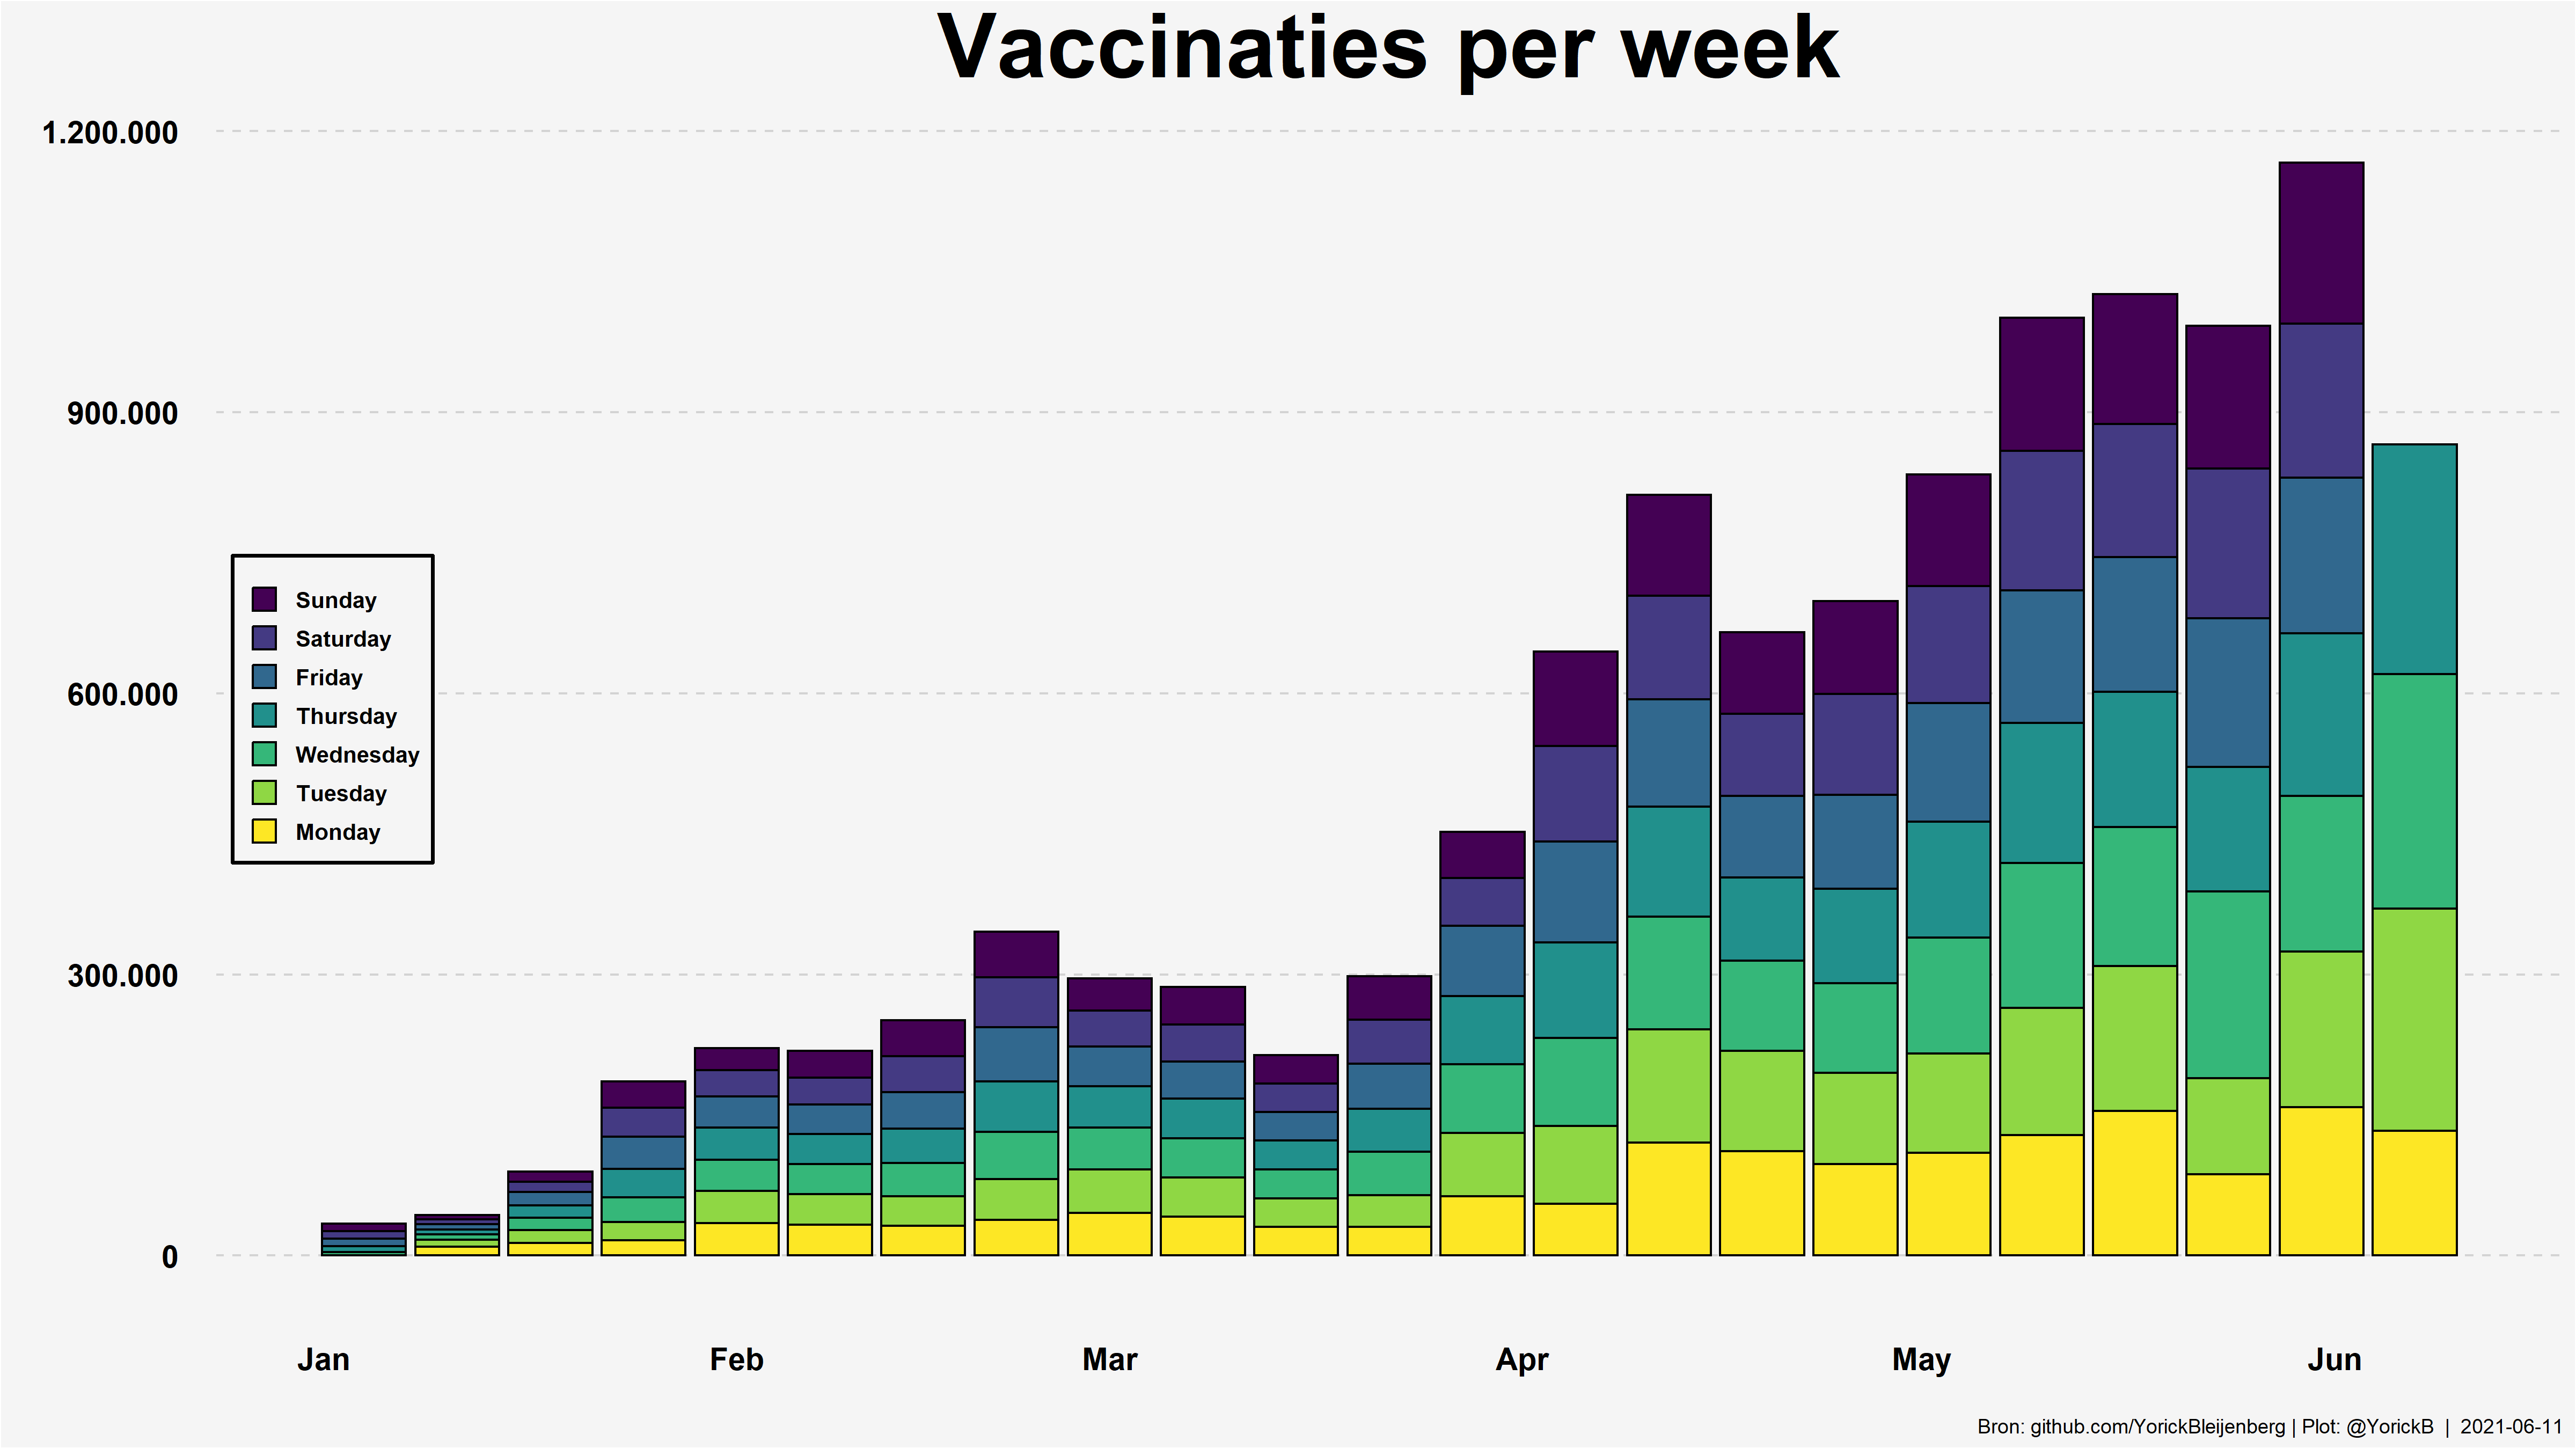 Vaccinaties per week
1.200.000
900.000
600.000
300.000
0
Sunday
Saturday
Friday
Thursday
Wednesday
Tuesday
Monday
Jan Feb Mar Apr May Jun
Bron: github.com/YorickBleijenberg | Plot: @YorickB | 2021-06-11